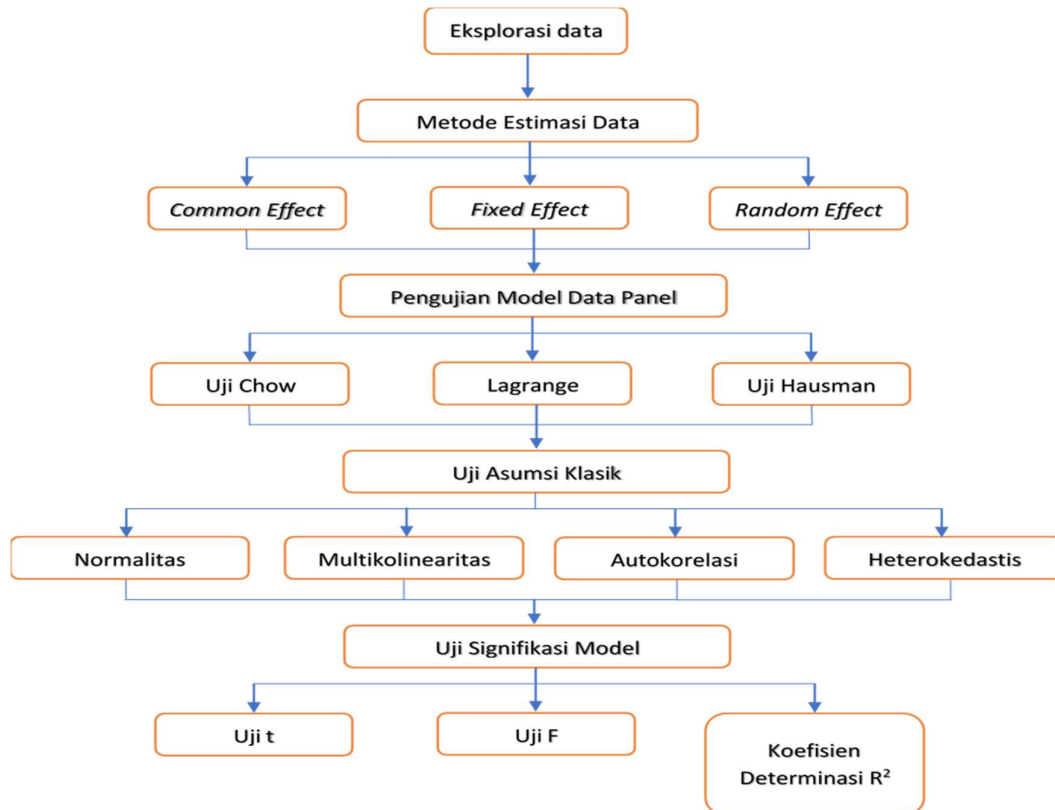 Eksplorasi data
Metode Estimasi Data
Common Effect
Fixed Effect
Random Effect
Pengujian Model Data Panel
Uji Chow
Lagrange
Uji Hausman
Uji Asumsi Klasik
Normalitas
Multikolinearitas
Autokorelasi
Heterokedastis
Uji Signifikasi Model
Uji t
Uji F
Koefisien
Determinasi R²